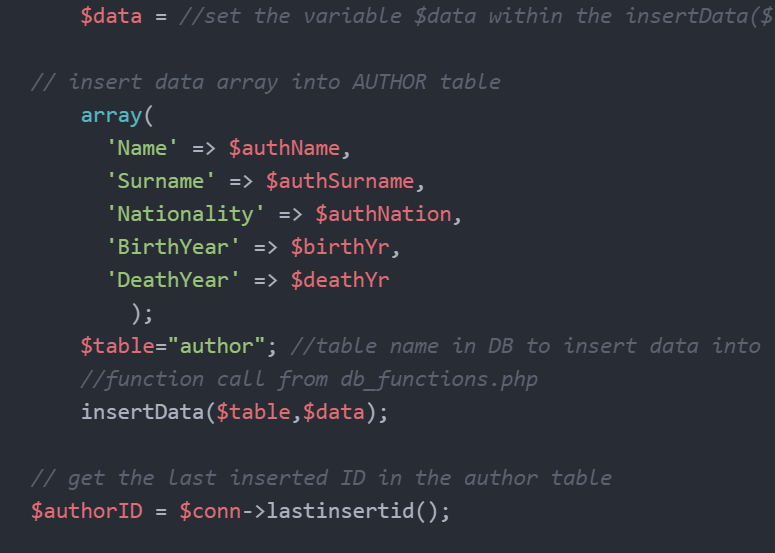 $data = //set the variable $data within the insertData($
// insert data array into AUTHOR table
array(
'Name' => $authName,
'Surname' => $authSurname,
'Nationality' => $authNation,
'BirthYear' => $birthYr,
'DeathYear' => $deathYr
);
$table="author"; //table name in DB to insert data into
//function call from db_functions.php
insertData($table,$data);
// get the last inserted ID in the author table
$authorID = $conn->lastinsertid();